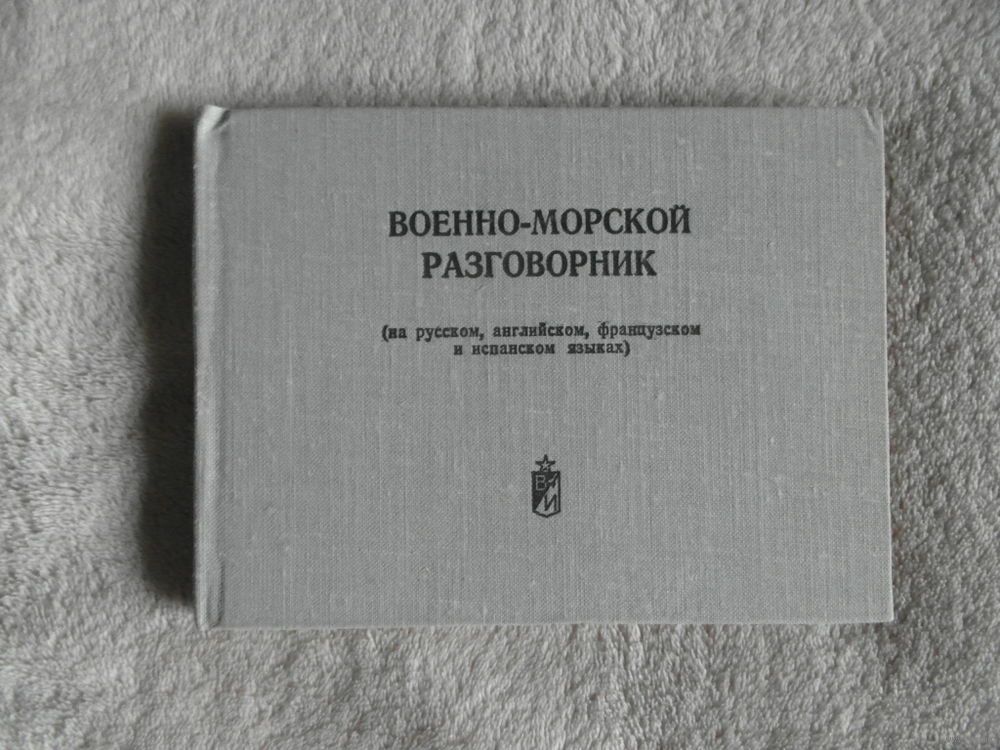 ВОЕННО-МОРСКОЙ
РАЗГОВОРНИК
(на русском, английском, французском
и испанском языках)
В
И